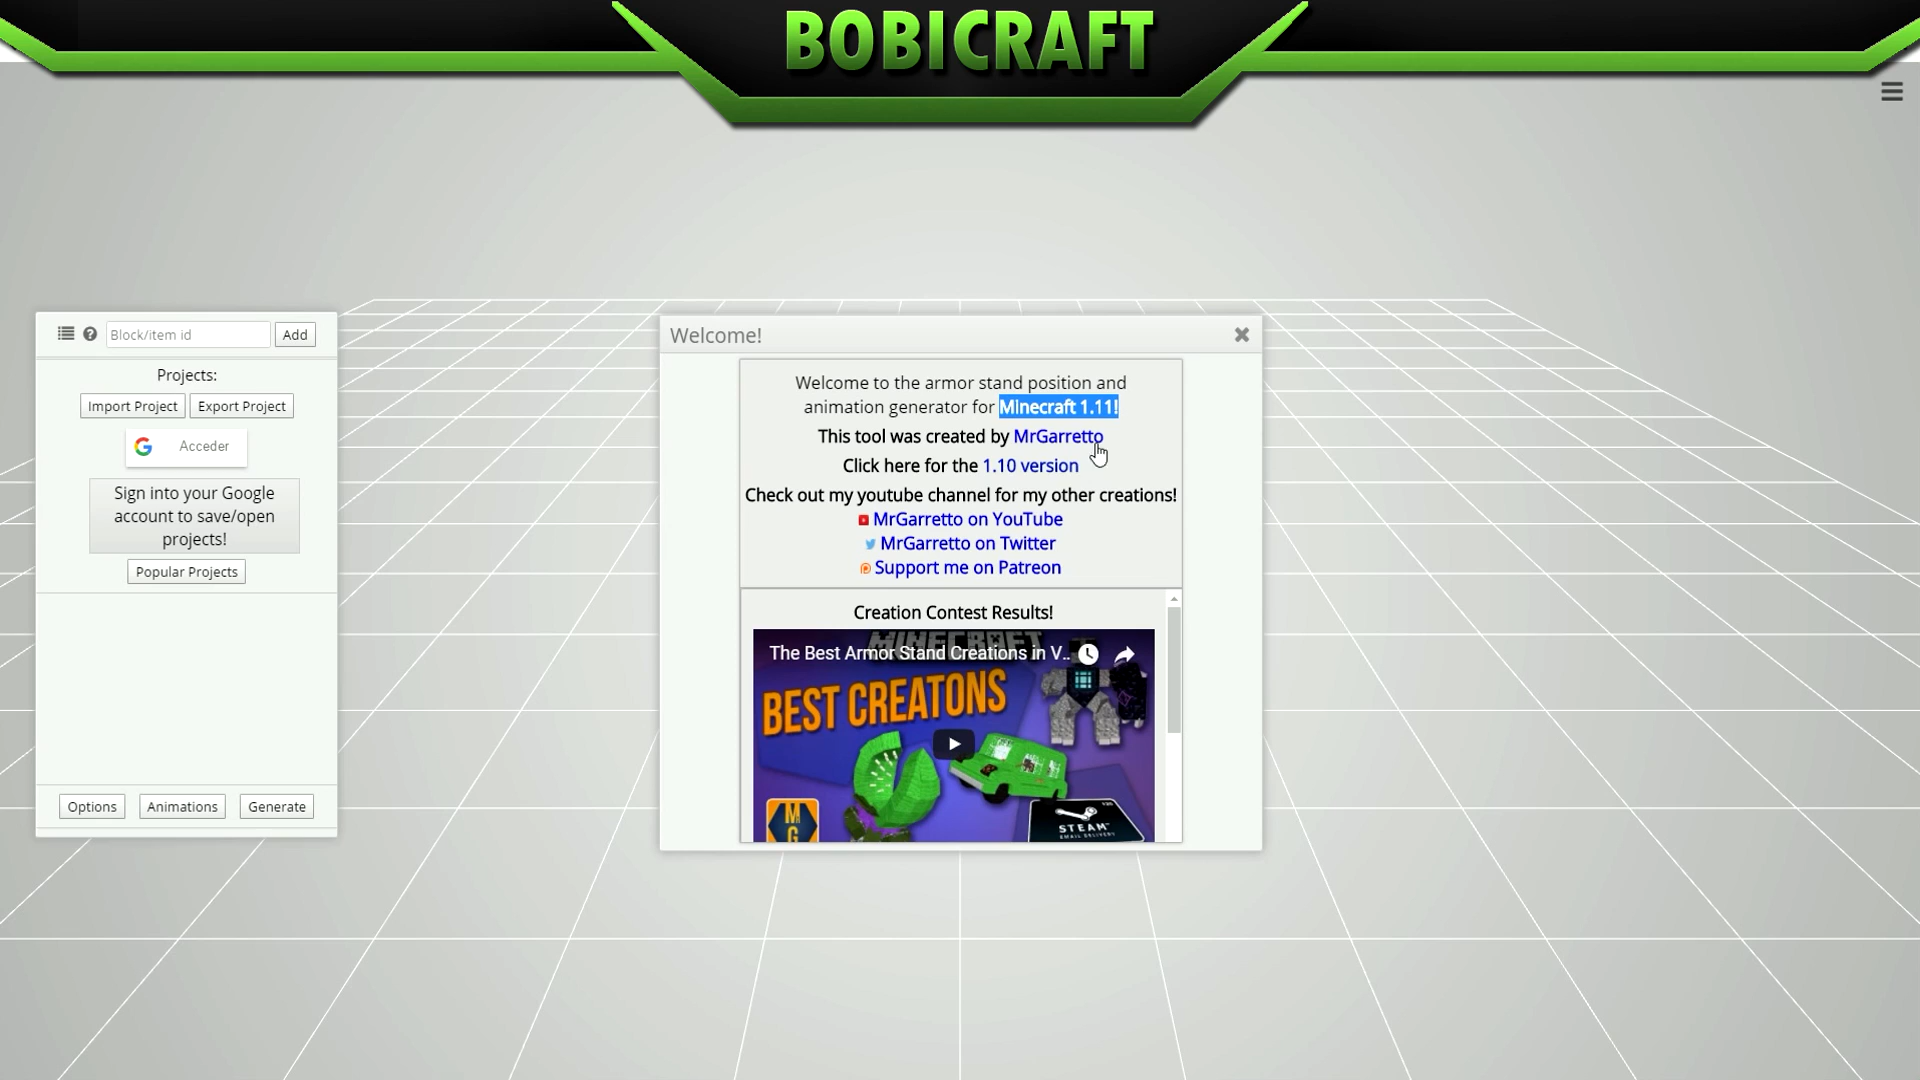 BOBICRAFT
Block/item id
Add
Projects:
Import Project
Export Project
Acceder
Sign into your Google
account to save/open
projects!
Popular Projects
Options
Animations
Generate
Welcome!
Welcome to the armor stand position and
animation generator for Minecraft 1.11!
This tool was created by MrGarretto
Click here for the 1.10 version
Check out my youtube channel for my other creations!
MrGarretto on YouTube
MrGarretto on Twitter
Support me on Patreon
Creation Contest Results!
MINECRAFT
The Best Armor Stand Creations in V...
BEST CREATONS
M
G
STEAM
EMAIL DELIVERY